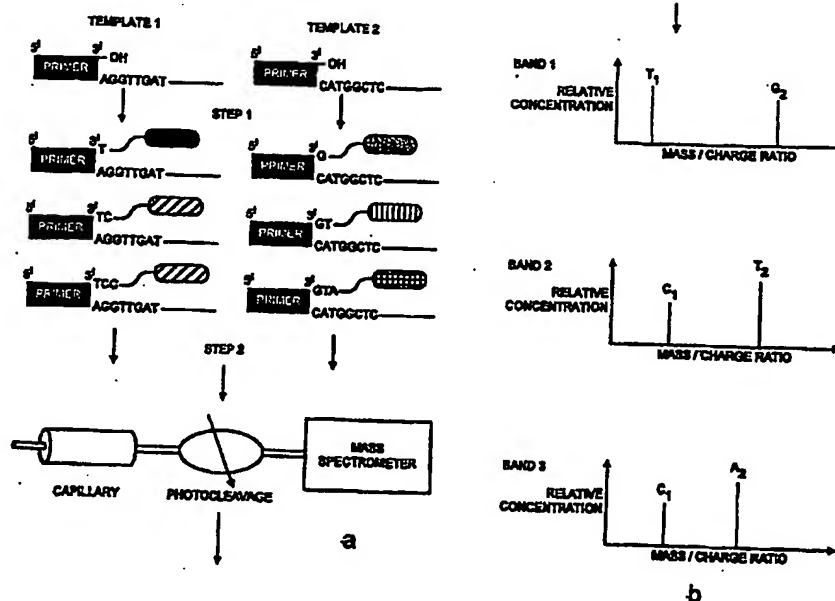 TEMPLATE 1
5' 3' OH
PRIMER
AGGTTGAT
TEMPLATE 2
5' 3' OH
PRIMER
CATGGCTC
STEP 1
5' 3' T
PRIMER
AGGTTGAT
5' 3' G
PRIMER
CATGGCTC
5' 3' TC
PRIMER
AGGTTGAT
5' 3' GT
PRIMER
CATGGCTC
5' 3' TCC
PRIMER
AGGTTGAT
5' 3' GTA
PRIMER
CATGGCTC
STEP 2
CAPILLARY
PHOTOCLEAVAGE
MASS
SPECTROMETER
a
BAND 1
RELATIVE
CONCENTRATION
T1
G2
MASS / CHARGE RATIO
BAND 2
RELATIVE
CONCENTRATION
C1
T2
MASS / CHARGE RATIO
BAND 3
RELATIVE
CONCENTRATION
C1
A2
MASS / CHARGE RATIO
b